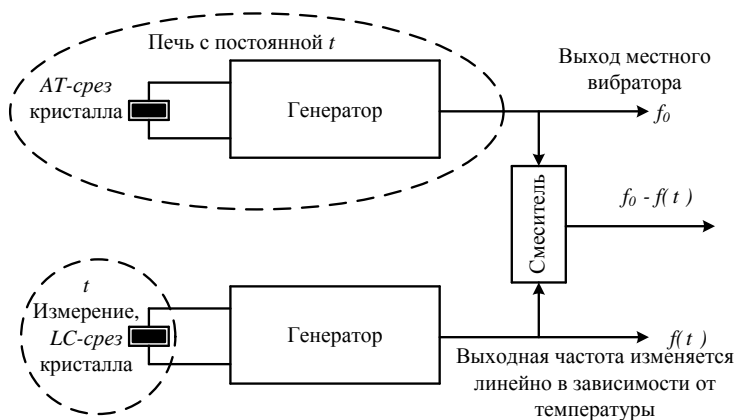 Печь с постоянной t
AT-срез
кристалла
Генератор
Выход местного
вибратора
f0
Смеситель
f0 - f( t )
t
Измерение,
LC-срез
кристалла
Генератор
f( t )
Выходная частота изменяется
линейно в зависимости от
температуры